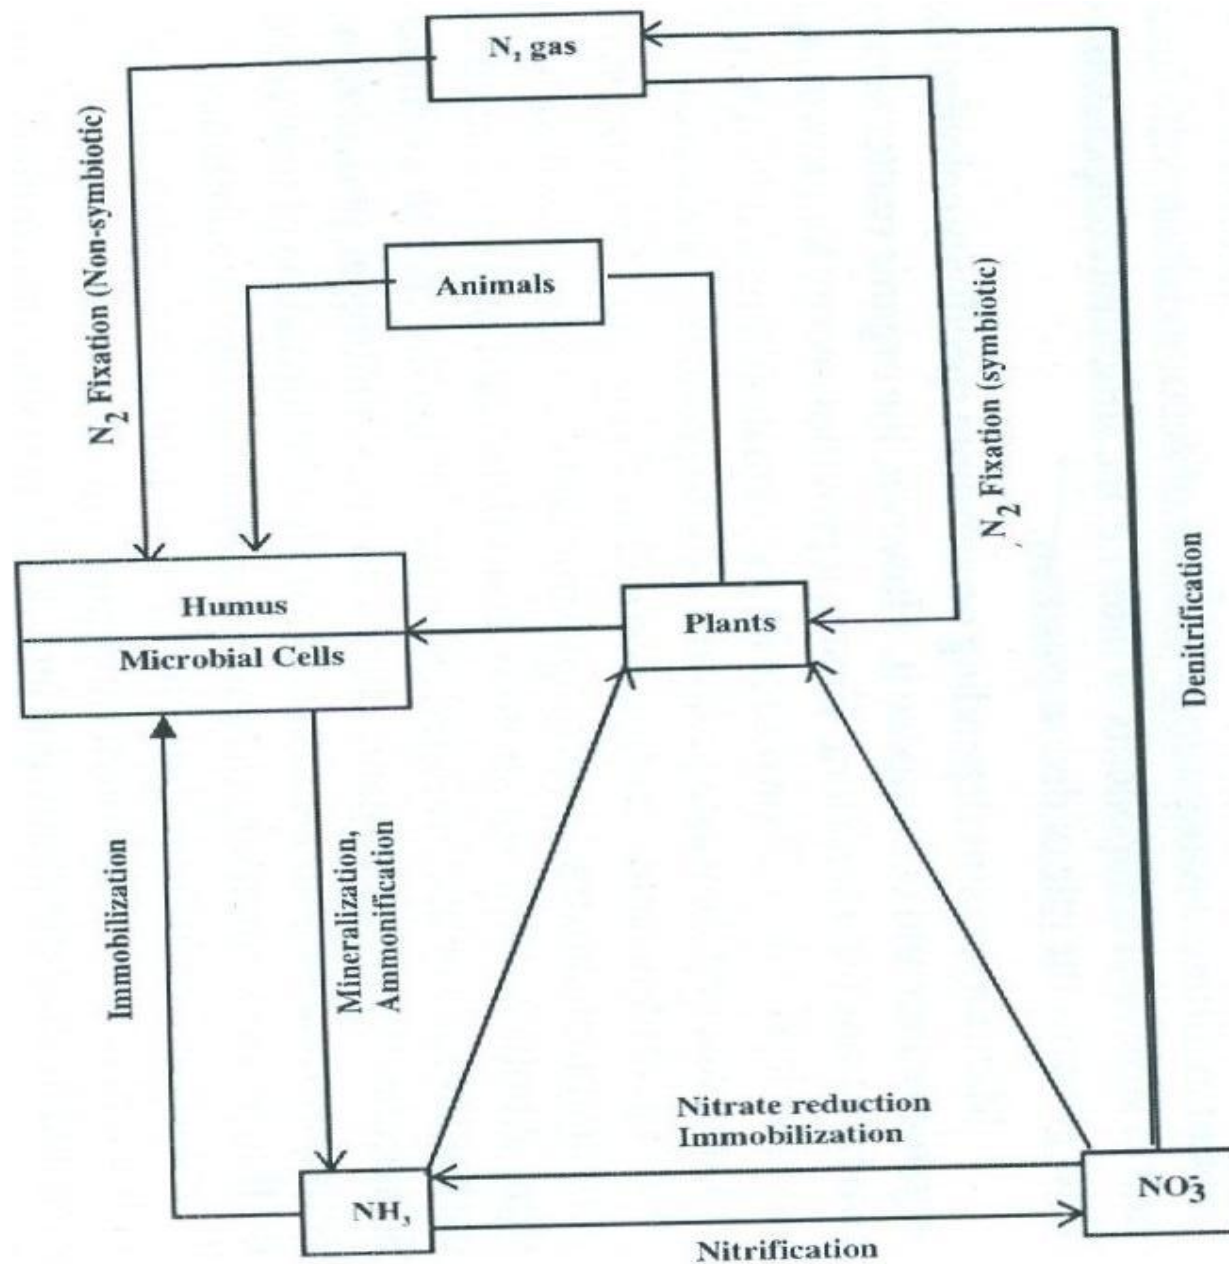 N₂ gas
N₂ Fixation (Non-symbiotic)
Animals
N₂ Fixation (symbiotic)
Humus
Plants
Microbial Cells
Denitrification
Immobilization
Mineralization,
Ammonification
Nitrate reduction
Immobilization
NH₃
NO₃⁻
Nitrification